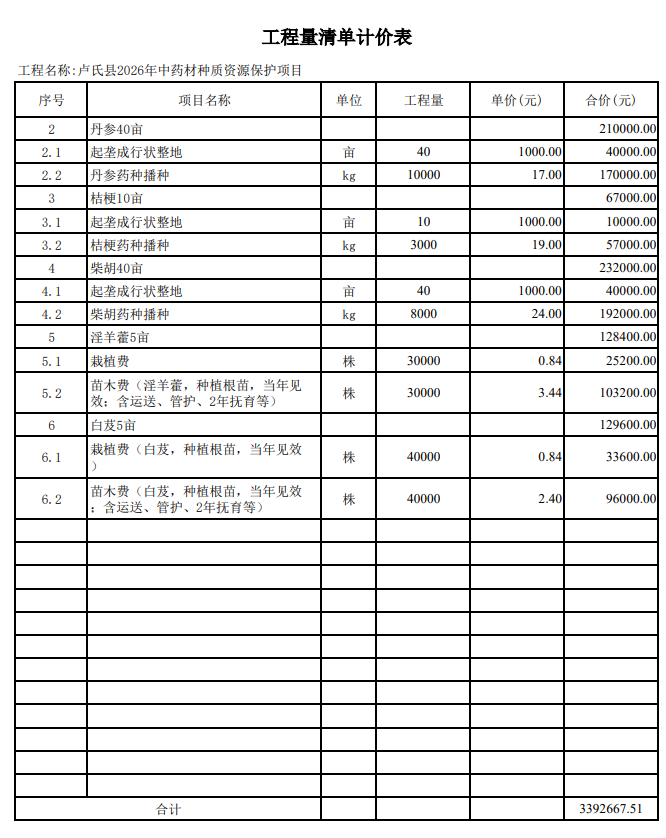 工程量清单计价表
工程名称:卢氏县2026年中药材种质资源保护项目
序号 项目名称 单位 工程量 单价(元) 合价(元)
2 丹参40亩 210000.00
2.1 起垄成行状整地 亩 40 1000.00 40000.00
2.2 丹参药种播种 kg 10000 17.00 170000.00
3 桔梗10亩 67000.00
3.1 起垄成行状整地 亩 10 1000.00 10000.00
3.2 桔梗药种播种 kg 3000 19.00 57000.00
4 柴胡40亩 232000.00
4.1 起垄成行状整地 亩 40 1000.00 40000.00
4.2 柴胡药种播种 kg 8000 24.00 192000.00
5 淫羊藿5亩 128400.00
5.1 栽植费 株 30000 0.84 25200.00
5.2 苗木费（淫羊藿，种植根苗，当年见
效；含运送、管护、2年抚育等） 株 30000 3.44 103200.00
6 白芨5亩 129600.00
6.1 栽植费（白芨，种植根苗，当年见效
） 株 40000 0.84 33600.00
6.2 苗木费（白芨，种植根苗，当年见效
；含运送、管护、2年抚育等） 株 40000 2.40 96000.00
合计 3392667.51